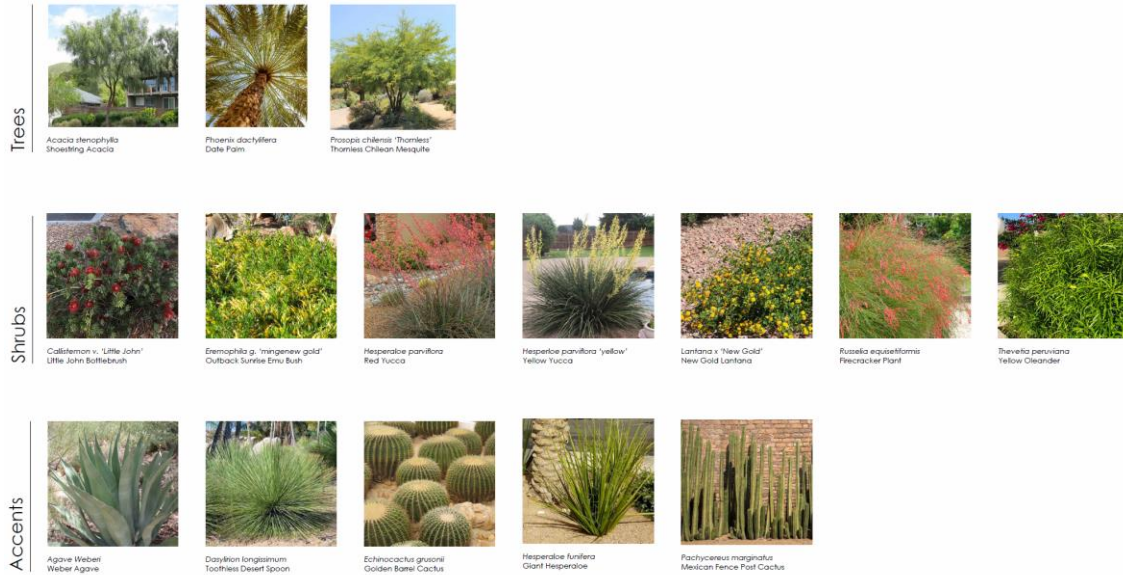 Trees
Acacia stenophylla
Shoestring Acacia
Phoenix dactylifera
Date Palm
Prosopis chilensis 'Thornless'
Thornless Chilean Mesquite
Shrubs
Callistemon v. 'Little John'
Little John Bottlebrush
Eremophila g. 'mingenew gold'
Outback Sunrise Emu Bush
Hesperaloe parviflora
Red Yucca
Hesperloe parviflora 'yellow'
Yellow Yucca
Lantana x 'New Gold'
New Gold Lantana
Russelia equisetiformis
Firecracker Plant
Thevetia peruviana
Yellow Oleander
Accents
Agave Weberi
Weber Agave
Dasylirion longissimum
Toothless Desert Spoon
Echinocactus grusonii
Golden Barrel Cactus
Hesperaloe funifera
Giant Hesperaloe
Pachycereus marginatus
Mexican Fence Post Cactus